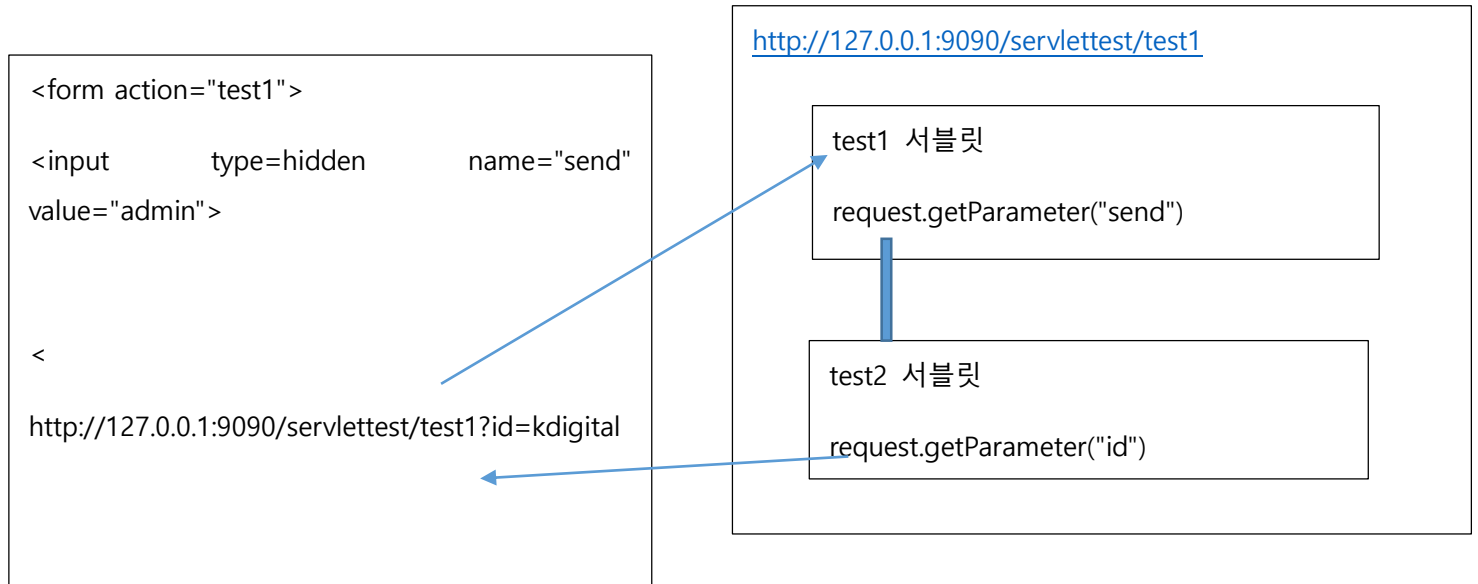 <form action="test1">
<input type=hidden name="send"
value="admin">
<
http://127.0.0.1:9090/servlettest/test1?id=kdigital
http://127.0.0.1:9090/servlettest/test1
test1 서블릿
request.getParameter("send")
test2 서블릿
request.getParameter("id")